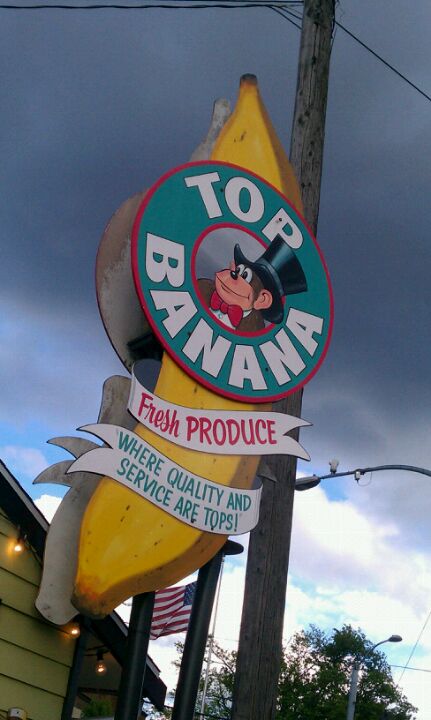 TOP
BANANA
Fresh PRODUCE
"WHERE QUALITY AND
SERVICE ARE TOPS!"